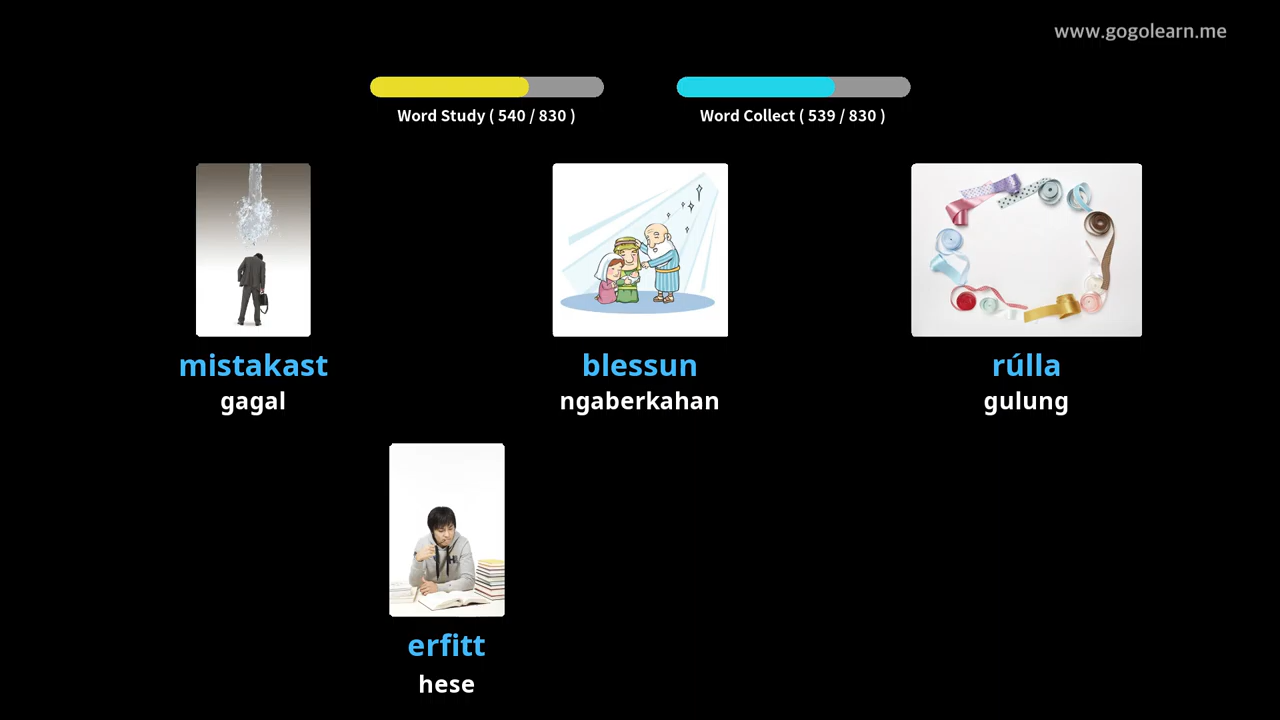 www.gogolearn.me
Word Study ( 540 / 830 )
Word Collect ( 539 / 830 )
mistakast
gagal
blessun
ngaberkahan
rúlla
gulung
erfitt
hese